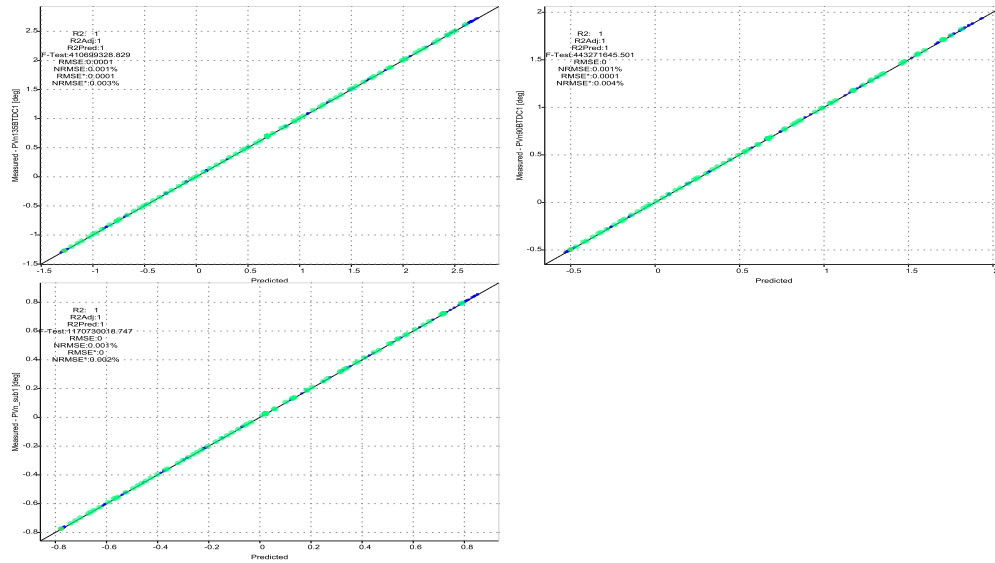 R2: 1
R2Adj:1
R2Pred:1
F-Test:410699328.829
RMSE:0.0001
NRMSE:0.001%
RMSE*:0.0001
NRMSE*:0.003%
Measured - PVn135BTDC1 [deg]
2.5
2
1.5
1
0.5
0
-0.5
-1
-1.5
-1.5 -1 -0.5 0 0.5 1 1.5 2 2.5
Predicted
R2: 1
R2Adj:1
R2Pred:1
F-Test:443271645.501
RMSE:0
NRMSE:0.001%
RMSE*:0.0001
NRMSE*:0.004%
Measured - PVn90BTDC1 [deg]
2
1.5
1
0.5
0
-0.5
-0.5 0 0.5 1 1.5 2
Predicted
R2: 1
R2Adj:1
R2Pred:1
F-Test:1170730018.747
RMSE:0
NRMSE:0.001%
RMSE*:0
NRMSE*:0.002%
Measured - PVn_sub1 [deg]
0.8
0.6
0.4
0.2
0
-0.2
-0.4
-0.6
-0.8
-0.8 -0.6 -0.4 -0.2 0 0.2 0.4 0.6 0.8
Predicted